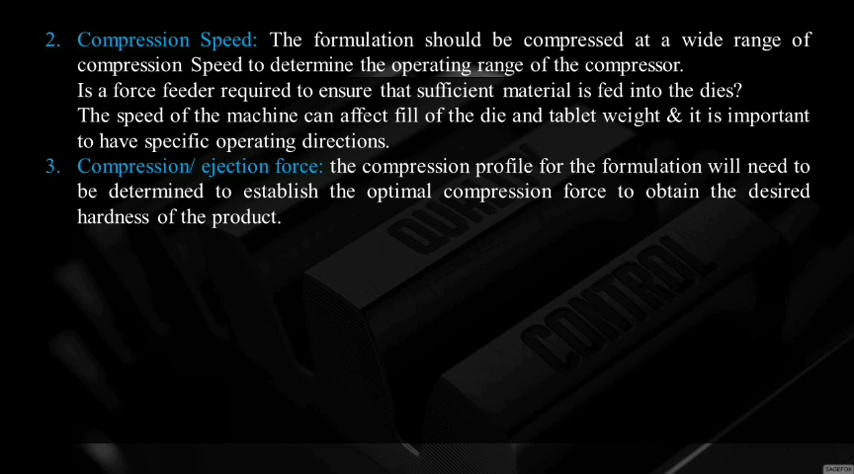 2. Compression Speed: The formulation should be compressed at a wide range of
compression Speed to determine the operating range of the compressor.
Is a force feeder required to ensure that sufficient material is fed into the dies?
The speed of the machine can affect fill of the die and tablet weight & it is important
to have specific operating directions.
3. Compression/ ejection force: the compression profile for the formulation will need to
be determined to establish the optimal compression force to obtain the desired
hardness of the product.
QUALITY
CONTROL
SAGEFOX